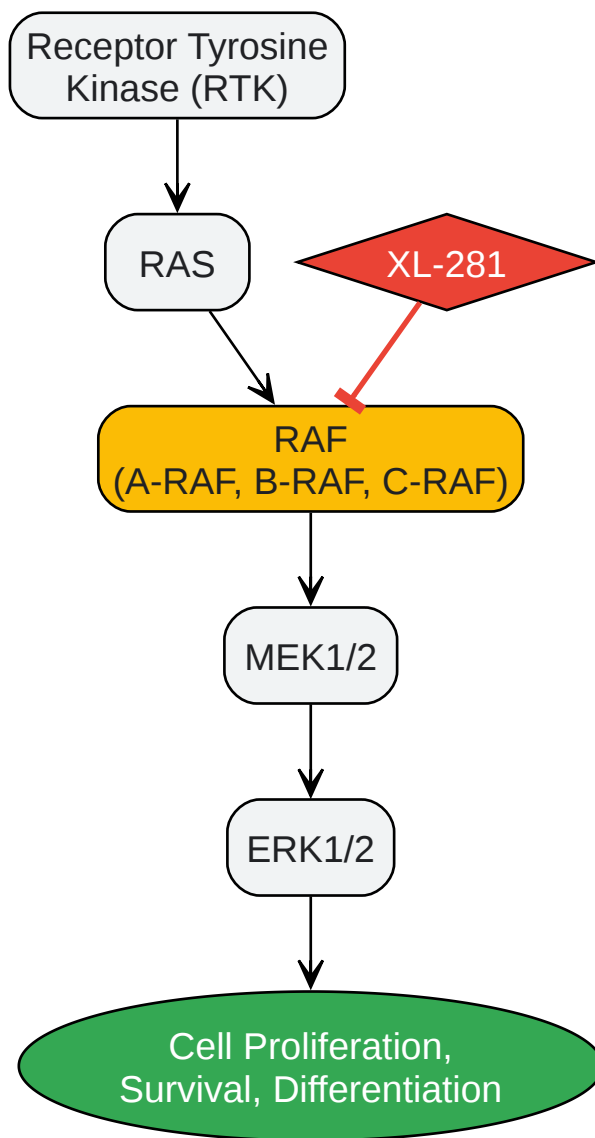 Receptor Tyrosine
Kinase (RTK)
RAS
XL-281
RAF
(A-RAF, B-RAF, C-RAF)
MEK1/2
ERK1/2
Cell Proliferation,
Survival, Differentiation